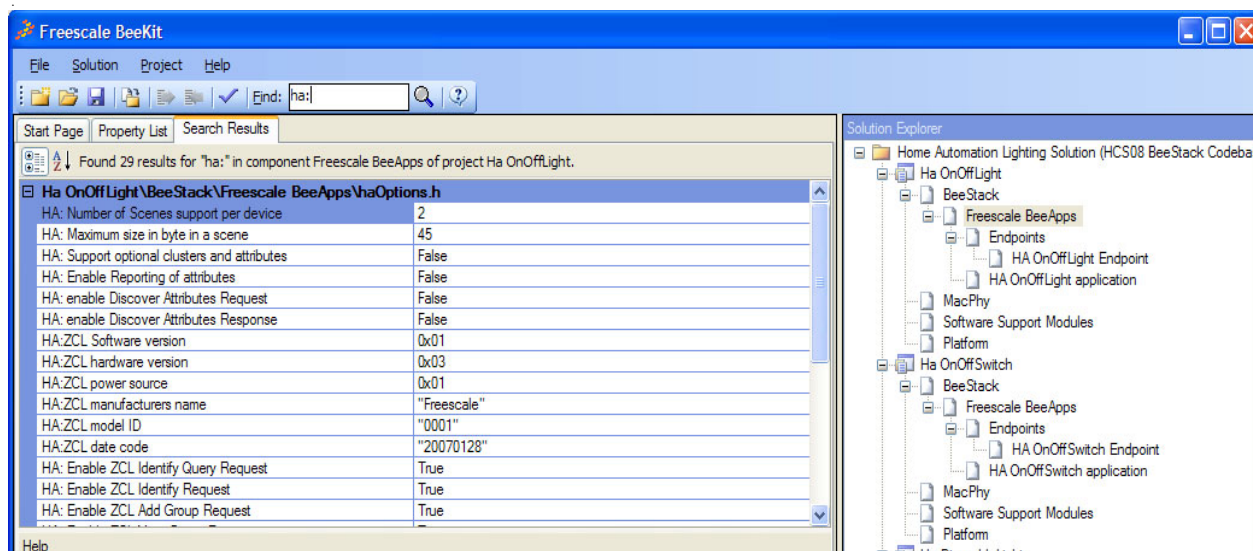 Freescale BeeKit
File Solution Project Help
Find: ha:
Start Page Property List Search Results
Found 29 results for "ha:" in component Freescale BeeApps of project Ha OnOffLight.
Ha OnOffLight\BeeStack\Freescale BeeApps\haOptions.h
HA: Number of Scenes support per device 2
HA: Maximum size in byte in a scene 45
HA: Support optional clusters and attributes False
HA: Enable Reporting of attributes False
HA: enable Discover Attributes Request False
HA: enable Discover Attributes Response False
HA:ZCL Software version 0x01
HA:ZCL hardware version 0x03
HA:ZCL power source 0x01
HA:ZCL manufacturers name "Freescale"
HA:ZCL model ID "0001"
HA:ZCL date code "20070128"
HA: Enable ZCL Identify Query Request True
HA: Enable ZCL Identify Request True
HA: Enable ZCL Add Group Request True
Help
Solution Explorer
Home Automation Lighting Solution (HCS08 BeeStack Codeba
Ha OnOffLight
BeeStack
Freescale BeeApps
Endpoints
HA OnOffLight Endpoint
HA OnOffLight application
MacPhy
Software Support Modules
Platform
Ha OnOffSwitch
BeeStack
Freescale BeeApps
Endpoints
HA OnOffSwitch Endpoint
HA OnOffSwitch application
MacPhy
Software Support Modules
Platform